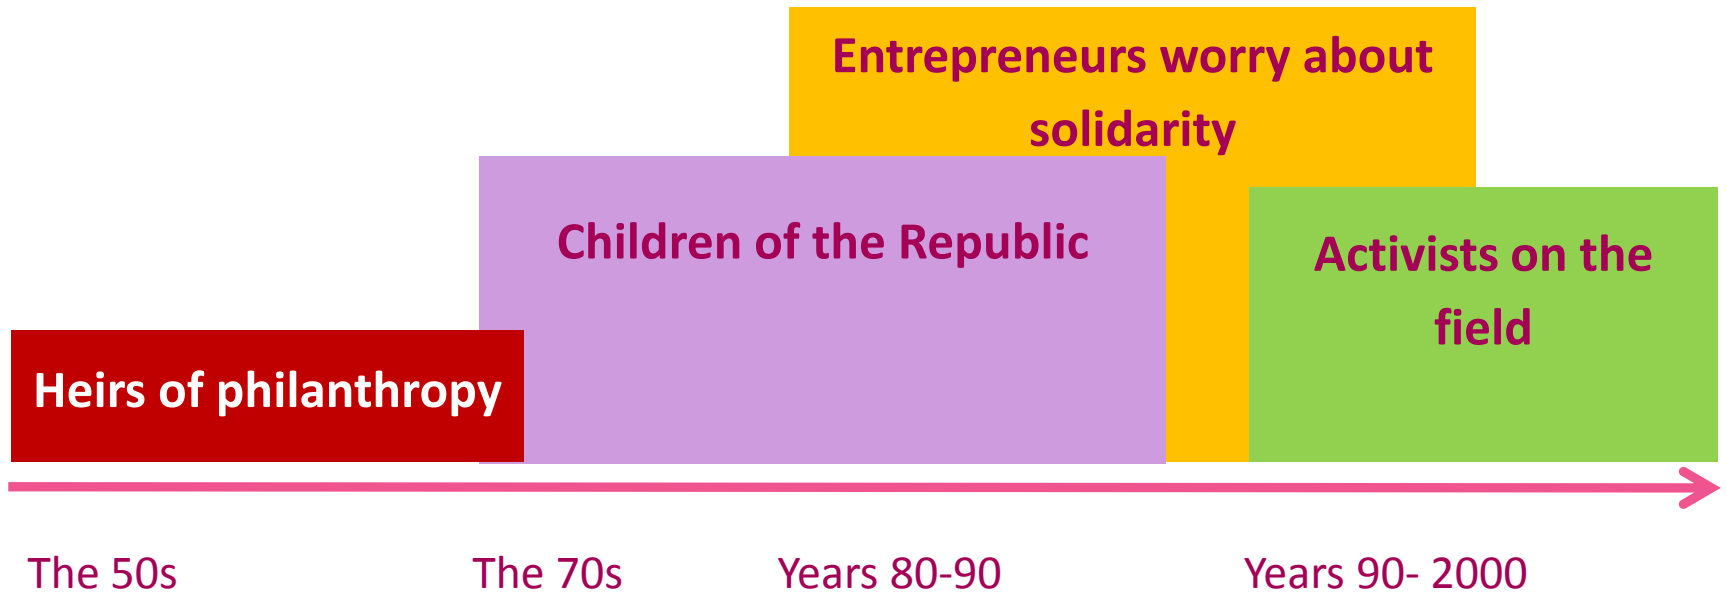 Entrepreneurs worry about
solidarity
Children of the Republic
Activists on the
field
Heirs of philanthropy
The 50s
The 70s
Years 80-90
Years 90- 2000